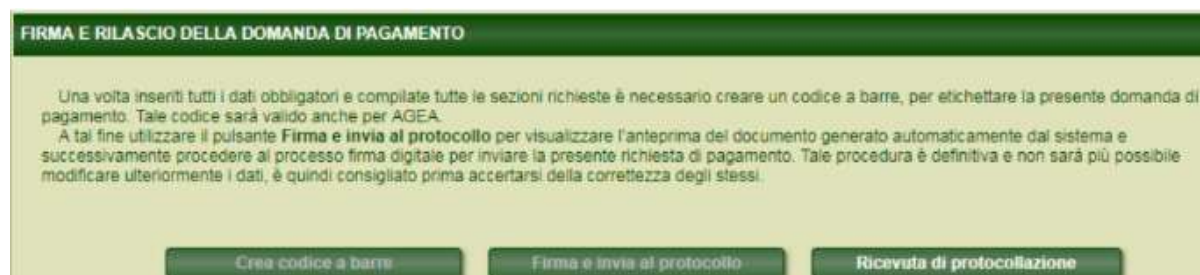 FIRMA E RILASCIO DELLA DOMANDA DI PAGAMENTO
Una volta inseriti tutti i dati obbligatori e compilate tutte le sezioni richieste è necessario creare un codice a barre, per etichettare la presente domanda di
pagamento. Tale codice sarà valido anche per AGEA.
A tal fine utilizzare il pulsante Firma e invia al protocollo per visualizzare l'anteprima del documento generato automaticamente dal sistema e
successivamente procedere al processo firma digitale per inviare la presente richiesta di pagamento. Tale procedura è definitiva e non sarà più possibile
modificare ulteriormente i dati, è quindi consigliato prima accertarsi della correttezza degli stessi.
Crea codice a barre Firma e invia al protocollo Ricevuta di protocollazione